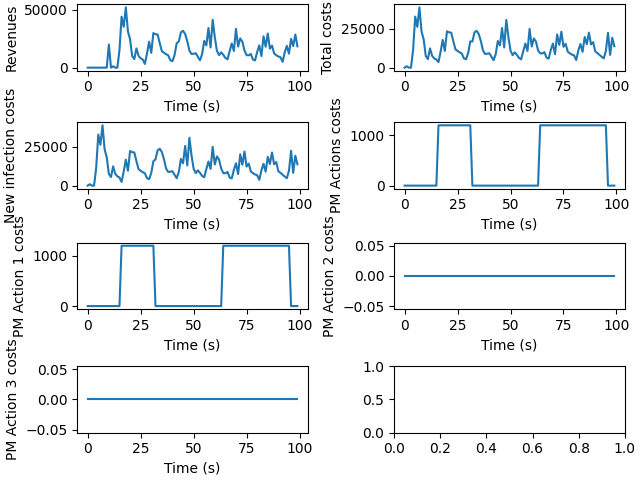 Revenues
50000
0
0 25 50 75 100
Time (s)
Total costs
25000
0
0 25 50 75 100
Time (s)
New infection costs
25000
0
0 25 50 75 100
Time (s)
PM Actions costs
1000
0
0 25 50 75 100
Time (s)
PM Action 1 costs
1000
0
0 25 50 75 100
Time (s)
PM Action 2 costs
0.05
0.00
−0.05
0 25 50 75 100
Time (s)
PM Action 3 costs
0.05
0.00
−0.05
0 25 50 75 100
Time (s)
1.0
0.5
0.0
0.0 0.2 0.4 0.6 0.8 1.0